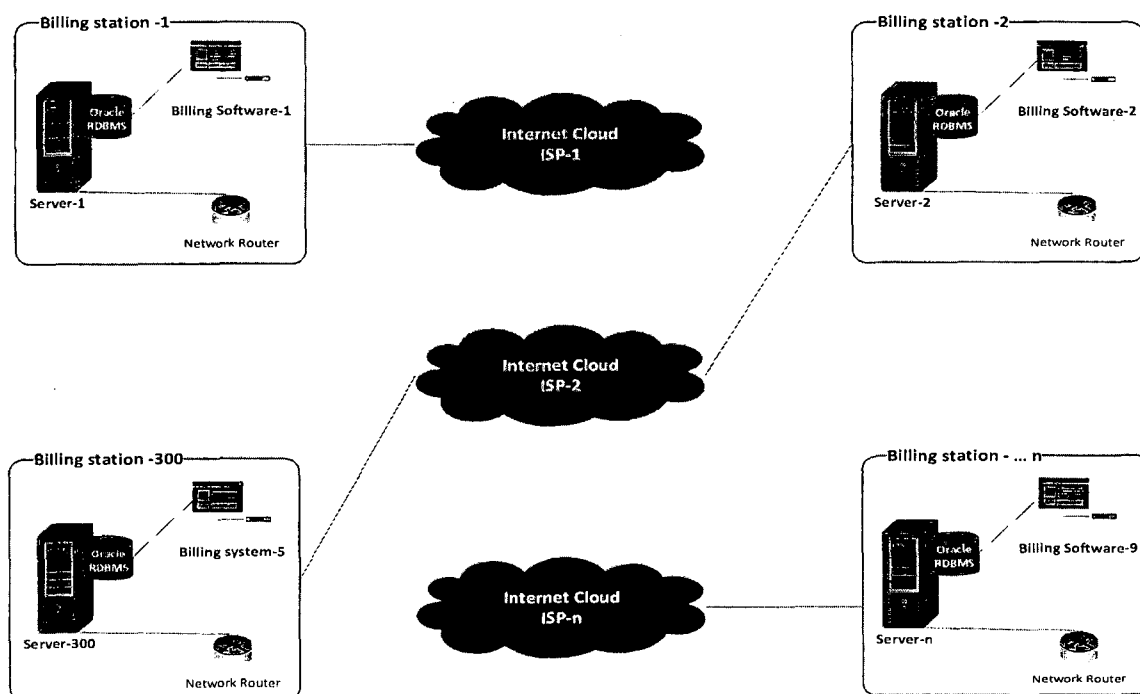 Billing station -1
Oracle
RDBMS
Billing Software-1
Server-1
Network Router
Internet Cloud
ISP-1
Billing station -2
Oracle
RDBMS
Billing Software-2
Server-2
Network Router
Internet Cloud
ISP-2
Billing station -300
Oracle
RDBMS
Billing system-5
Server-300
Network Router
Internet Cloud
ISP-n
Billing station - ... n
Oracle
RDBMS
Billing Software-9
Server-n
Network Router